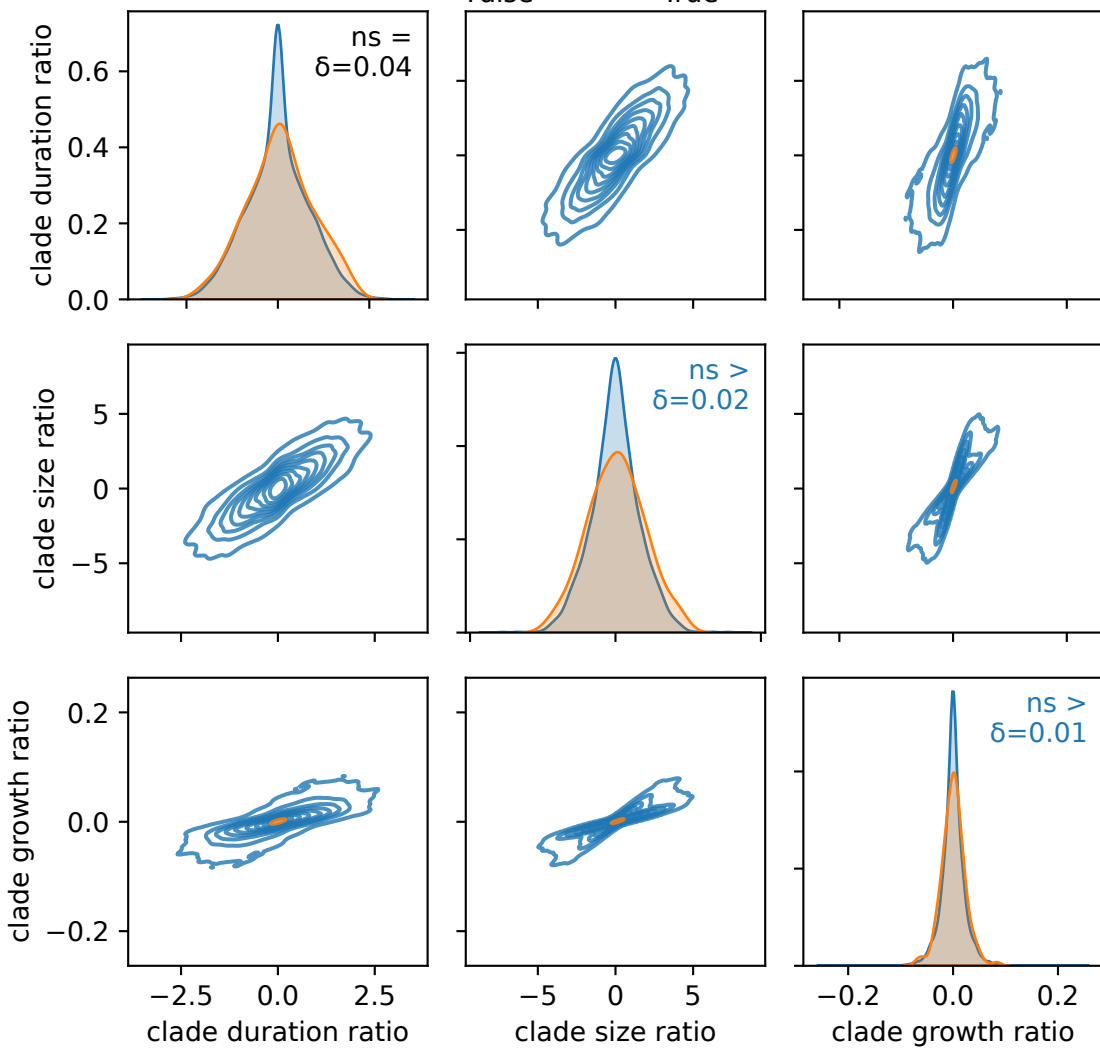 clade duration ratio
0.6
0.4
0.2
0.0
ns =
δ=0.04
clade size ratio
5
0
−5
ns >
δ=0.02
clade growth ratio
0.2
0.0
−0.2
ns >
δ=0.01
−2.5 0.0 2.5
−5 0 5
−0.2 0.0 0.2
clade duration ratio
clade size ratio
clade growth ratio